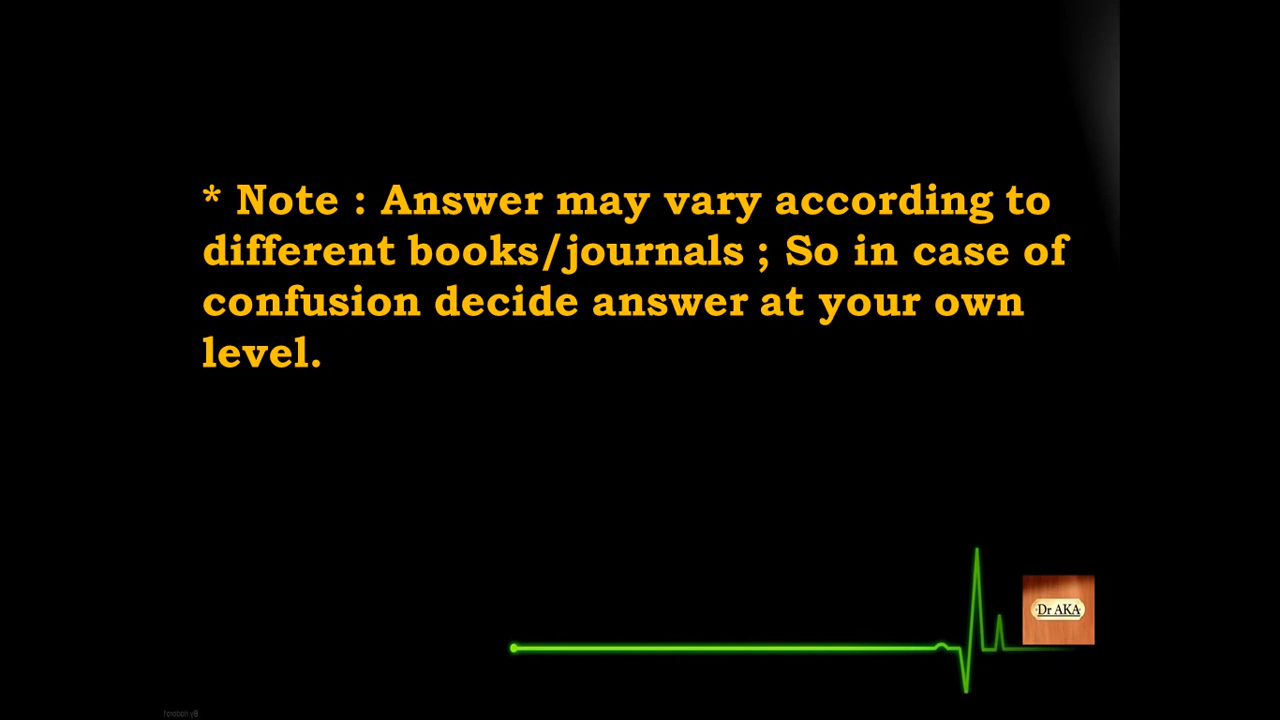 * Note : Answer may vary according to
different books/journals ; So in case of
confusion decide answer at your own
level.
Dr AKA